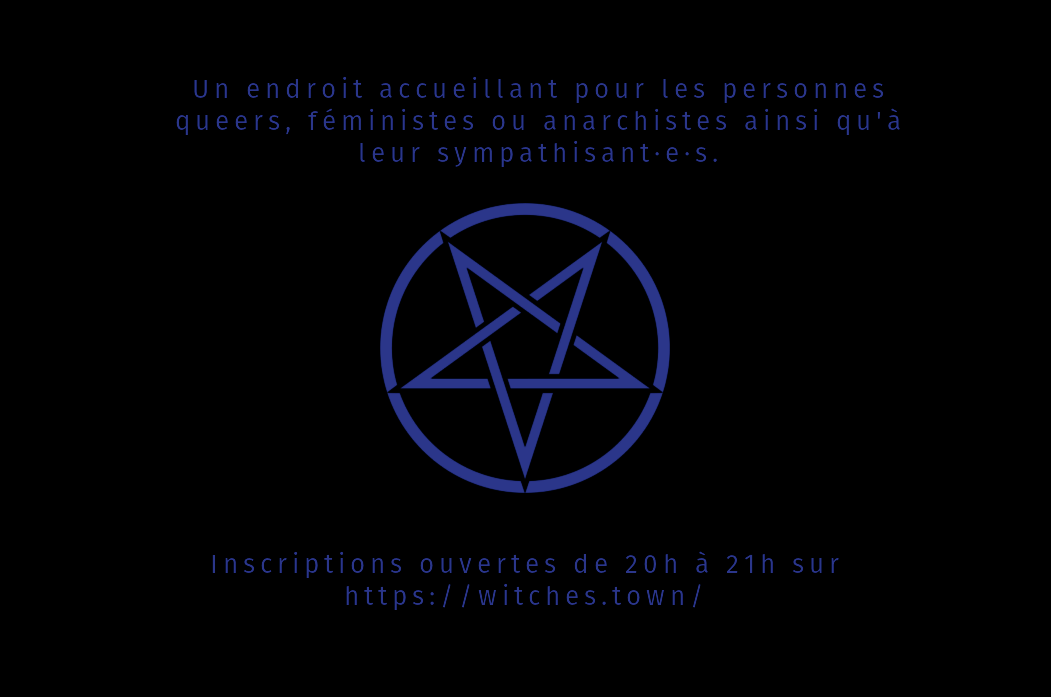 Un endroit accueillant pour les personnes
queers, féministes ou anarchistes ainsi qu'à
leur sympathisant·e·s.
Inscriptions ouvertes de 20h à 21h sur
https://witches.town/